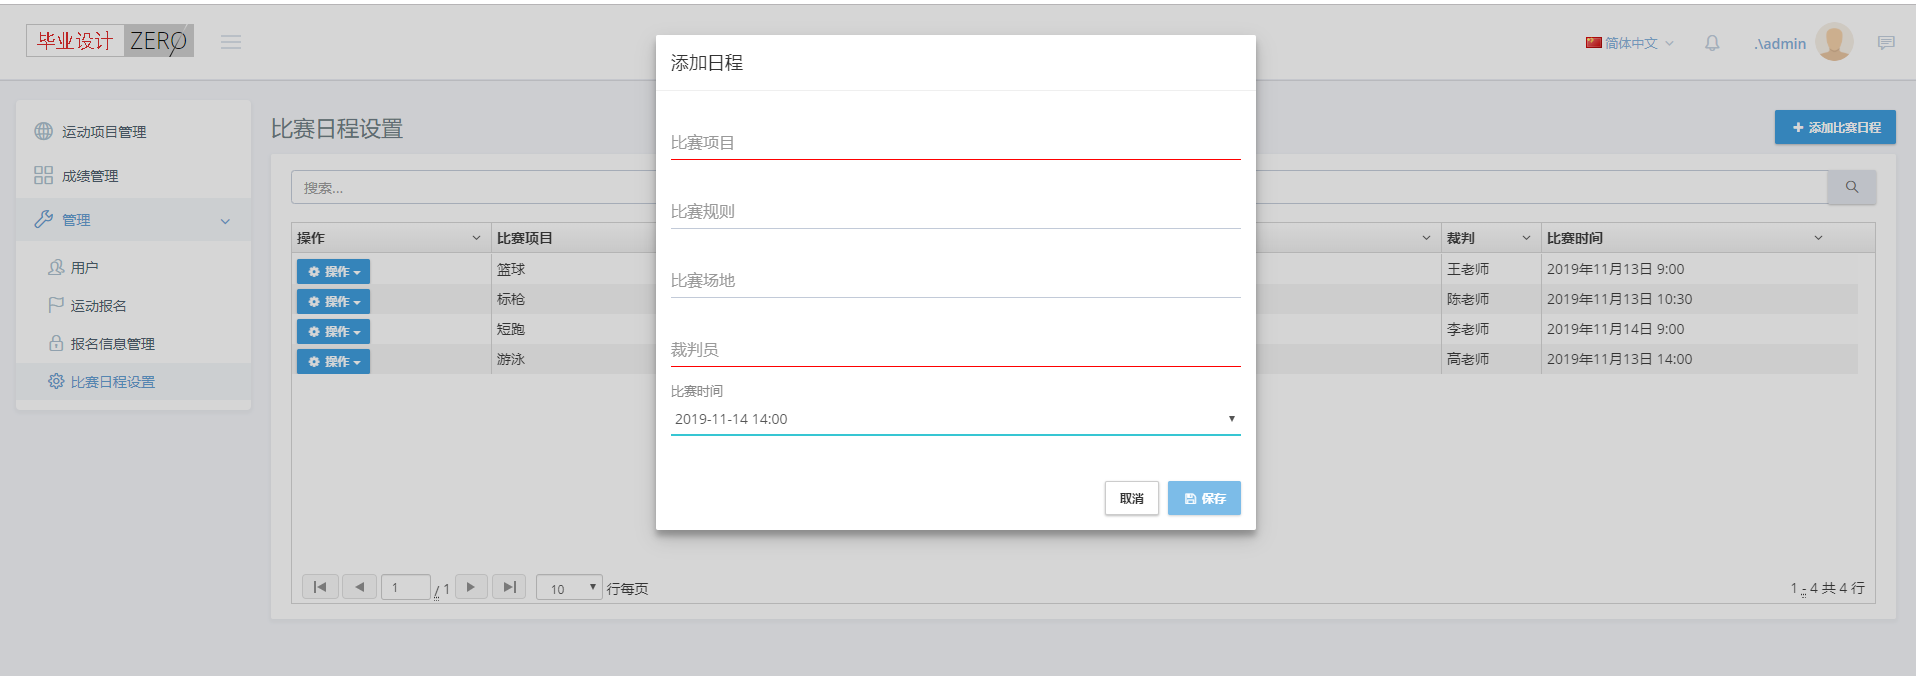 毕业设计 ZERO
简体中文
.\admin
运动项目管理
成绩管理
管理
用户
运动报名
报名信息管理
比赛日程设置
比赛日程设置
+ 添加比赛日程
搜索...
操作 比赛项目 裁判 比赛时间
操作 篮球 王老师 2019年11月13日 9:00
操作 标枪 陈老师 2019年11月13日 10:30
操作 短跑 李老师 2019年11月14日 9:00
操作 游泳 高老师 2019年11月13日 14:00
1 / 1 10 行每页
1 - 4 共 4 行
添加日程
比赛项目
比赛规则
比赛场地
裁判员
比赛时间
2019-11-14 14:00
取消 保存